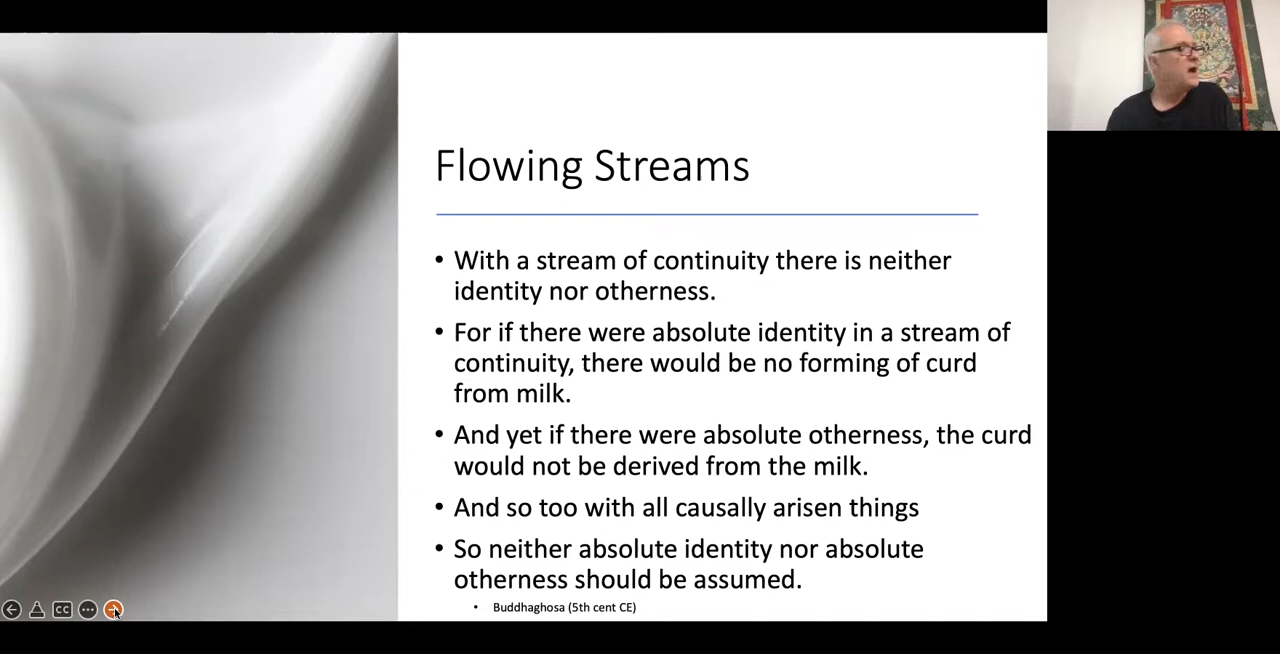 Flowing Streams
• With a stream of continuity there is neither
identity nor otherness.
• For if there were absolute identity in a stream of
continuity, there would be no forming of curd
from milk.
• And yet if there were absolute otherness, the curd
would not be derived from the milk.
• And so too with all causally arisen things
• So neither absolute identity nor absolute
otherness should be assumed.
• Buddhaghosa (5th cent CE)
CC